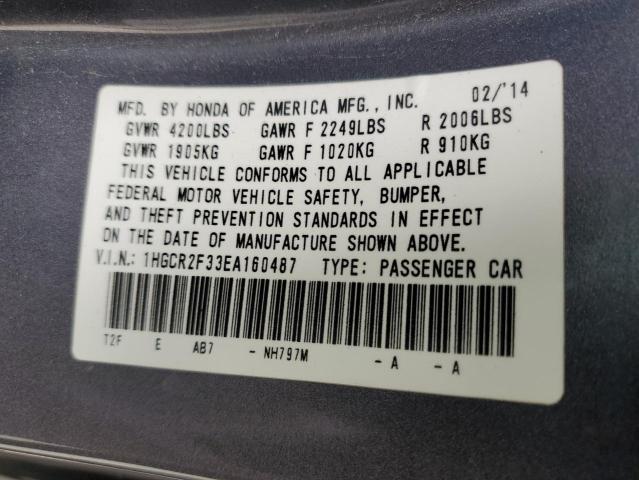 MFD. BY HONDA OF AMERICA MFG., INC. 02/'14
GVWR 4200LBS GAWR F 2249LBS R 2006LBS
GVWR 1905KG GAWR F 1020KG R 910KG
THIS VEHICLE CONFORMS TO ALL APPLICABLE
FEDERAL MOTOR VEHICLE SAFETY, BUMPER,
AND THEFT PREVENTION STANDARDS IN EFFECT
ON THE DATE OF MANUFACTURE SHOWN ABOVE.
V.I.N.: 1HGCR2F33EA160487 TYPE: PASSENGER CAR
T2F E AB7 - NH797M - A - A